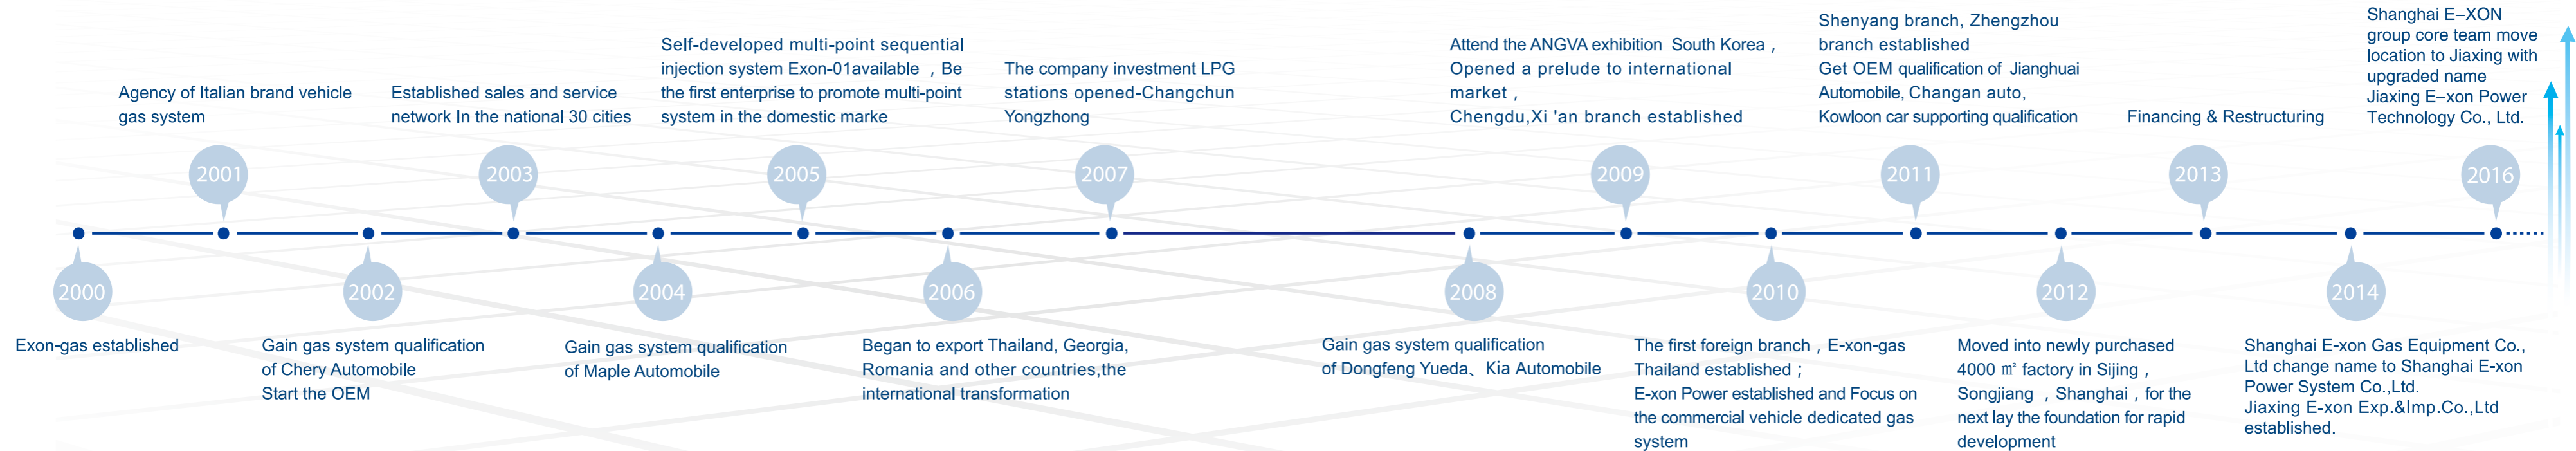 Exon-gas established
2000
Agency of Italian brand vehicle
gas system
2001
2002
Gain gas system qualification
of Chery Automobile
Start the OEM
Established sales and service
network In the national 30 cities
2003
2004
Gain gas system qualification
of Maple Automobile
Self-developed multi-point sequential
injection system Exon-01available , Be
the first enterprise to promote multi-point
system in the domestic marke
2005
2006
Began to export Thailand, Georgia,
Romania and other countries,the
international transformation
The company investment LPG
stations opened-Changchun
Yongzhong
2007
2008
Gain gas system qualification
of Dongfeng Yueda、Kia Automobile
Attend the ANGVA exhibition South Korea ,
Opened a prelude to international
market ,
Chengdu,Xi 'an branch established
2009
2010
The first foreign branch , E-xon-gas
Thailand established ;
E-xon Power established and Focus on
the commercial vehicle dedicated gas
system
Shenyang branch, Zhengzhou
branch established
Get OEM qualification of Jianghuai
Automobile, Changan auto,
Kowloon car supporting qualification
2011
2012
Moved into newly purchased
4000 ㎡ factory in Sijing ,
Songjiang , Shanghai , for the
next lay the foundation for rapid
development
Financing & Restructuring
2013
2014
Shanghai E-xon Gas Equipment Co.,
Ltd change name to Shanghai E-xon
Power System Co.,Ltd.
Jiaxing E-xon Exp.&Imp.Co.,Ltd
established.
Shanghai E–XON
group core team move
location to Jiaxing with
upgraded name
Jiaxing E–xon Power
Technology Co., Ltd.
2016